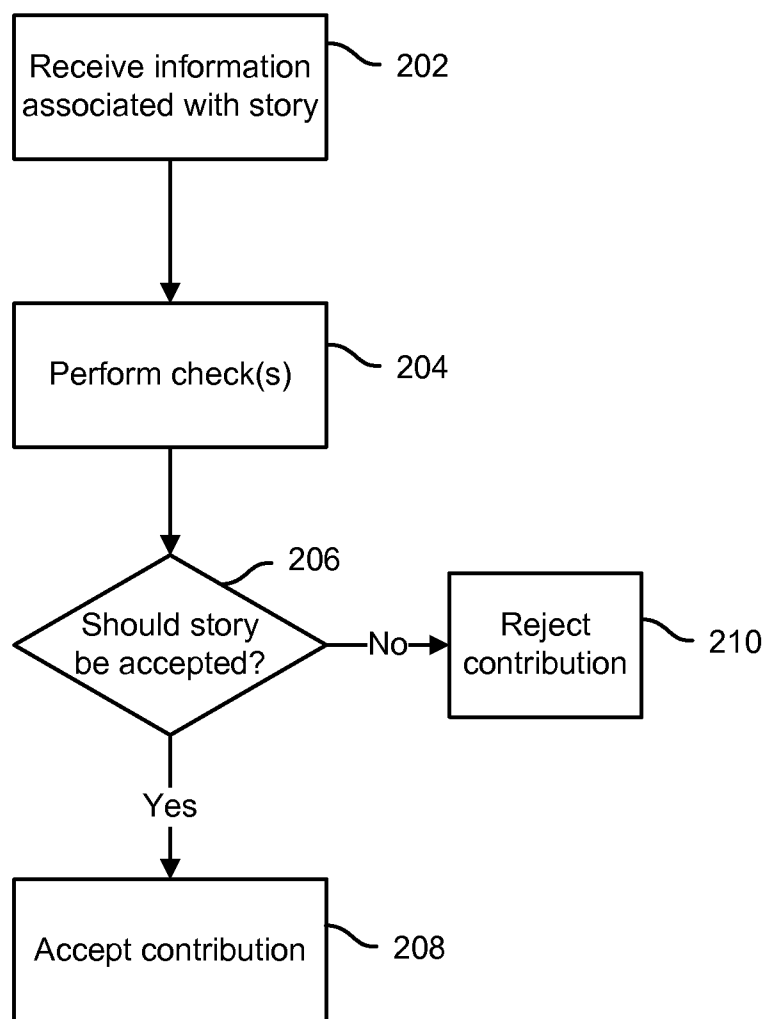 Receive information
associated with story
202
Perform check(s)
204
206
Should story
be accepted?
No
Reject
contribution
210
Yes
Accept contribution
208